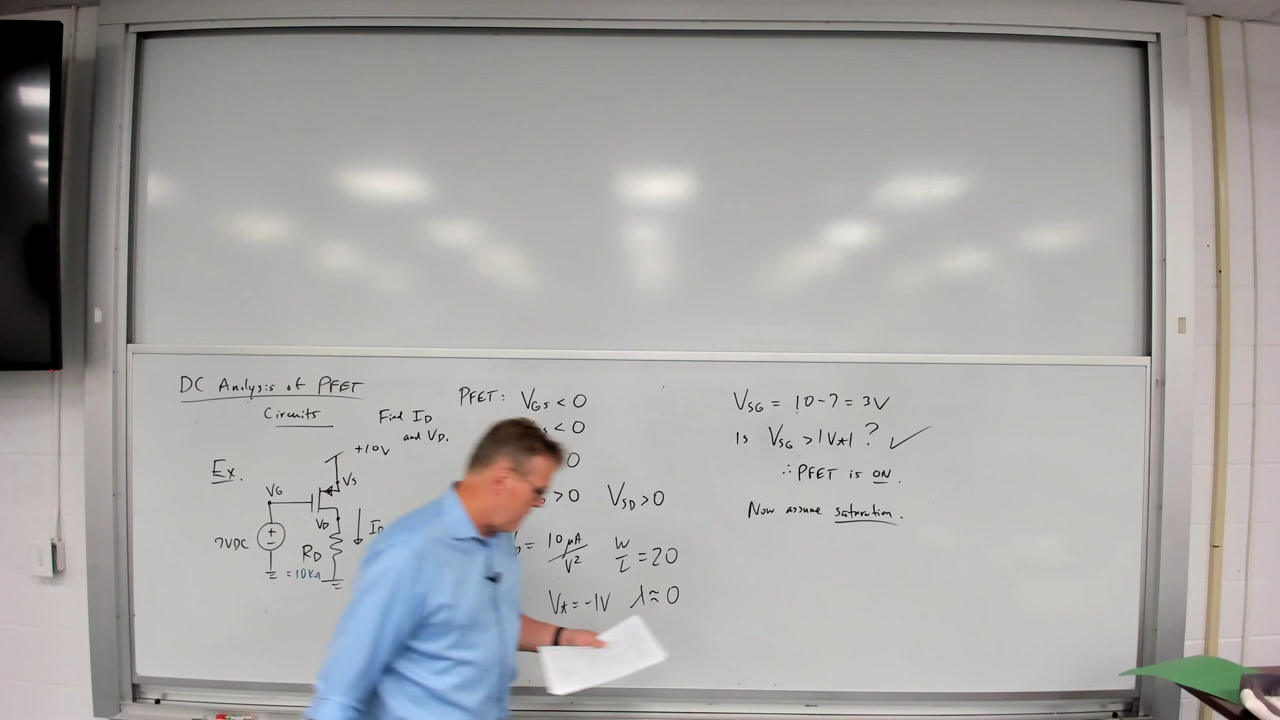 DC Analysis of PFET
Circuits
Find ID
and VD.
Ex.
+10V
VS
VG
VD
7VDC
RD
=10KΩ
PFET: VGS < 0
< 0
0
> 0 VSD > 0
= 10 μA/V² W/L = 20
Vt = -1V λ ≈ 0
VSG = 10 - 7 = 3V
Is VSG > |Vt| ? ✓
∴ PFET is ON.
Now assume saturation.